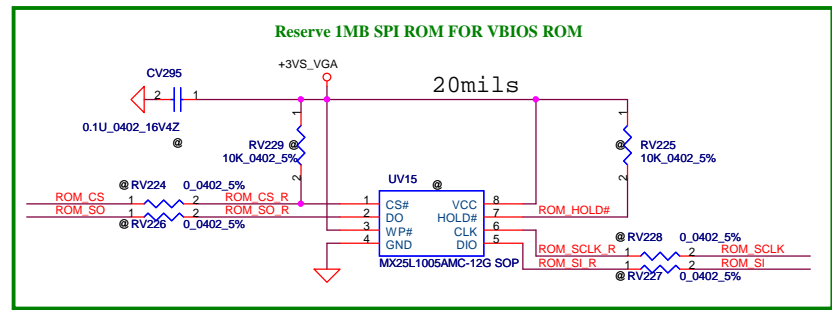 Reserve 1MB SPI ROM FOR VBIOS ROM
+3VS_VGA
CV295
2 1
20mils
0.1U_0402_16V4Z
@
1
RV229 @
10K_0402_5%
2
1
@ RV225
10K_0402_5%
2
UV15
@
@ RV224 0_0402_5%
ROM_CS 1 2 ROM_CS_R 1 CS# VCC 8
ROM_SO 1 2 ROM_SO_R 2 DO HOLD# 7 ROM_HOLD#
@ RV226 0_0402_5% 3 WP# CLK 6
4 GND DIO 5
MX25L1005AMC-12G SOP
@ RV228 0_0402_5%
ROM_SCLK_R 1 2 ROM_SCLK
ROM_SI_R 1 2 ROM_SI
@ RV227 0_0402_5%